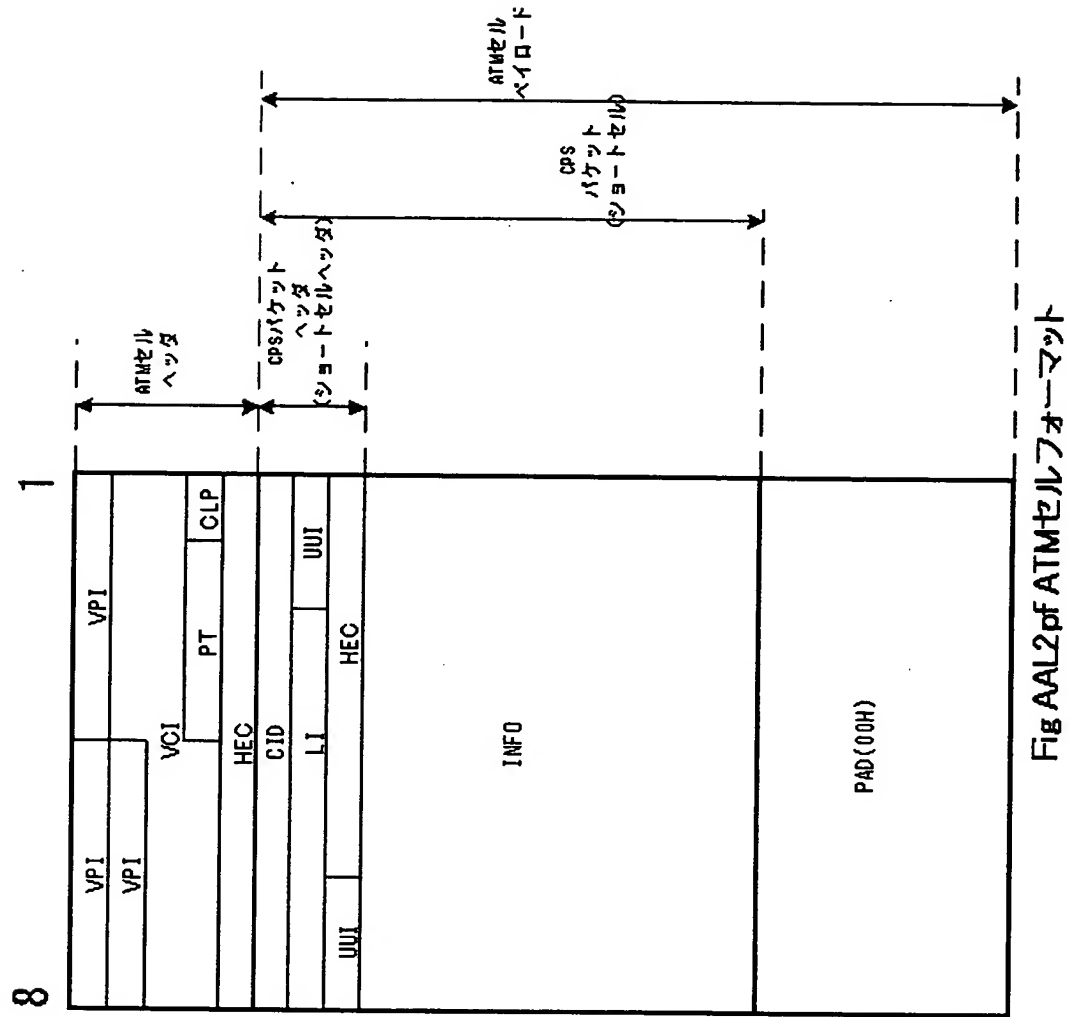 8
1
VPI
VPI
VPI
VCI
PT
CLP
HEC
CID
LI
UUI
UUI
HEC
INFO
PAD(00H)
ATMセル
ヘッダ
CPSパケット
ヘッダ
(ショートセルヘッダ)
CPS
パケット
(ショートセル)
ATMセル
ペイロード
Fig AAL2pf ATMセルフォーマット